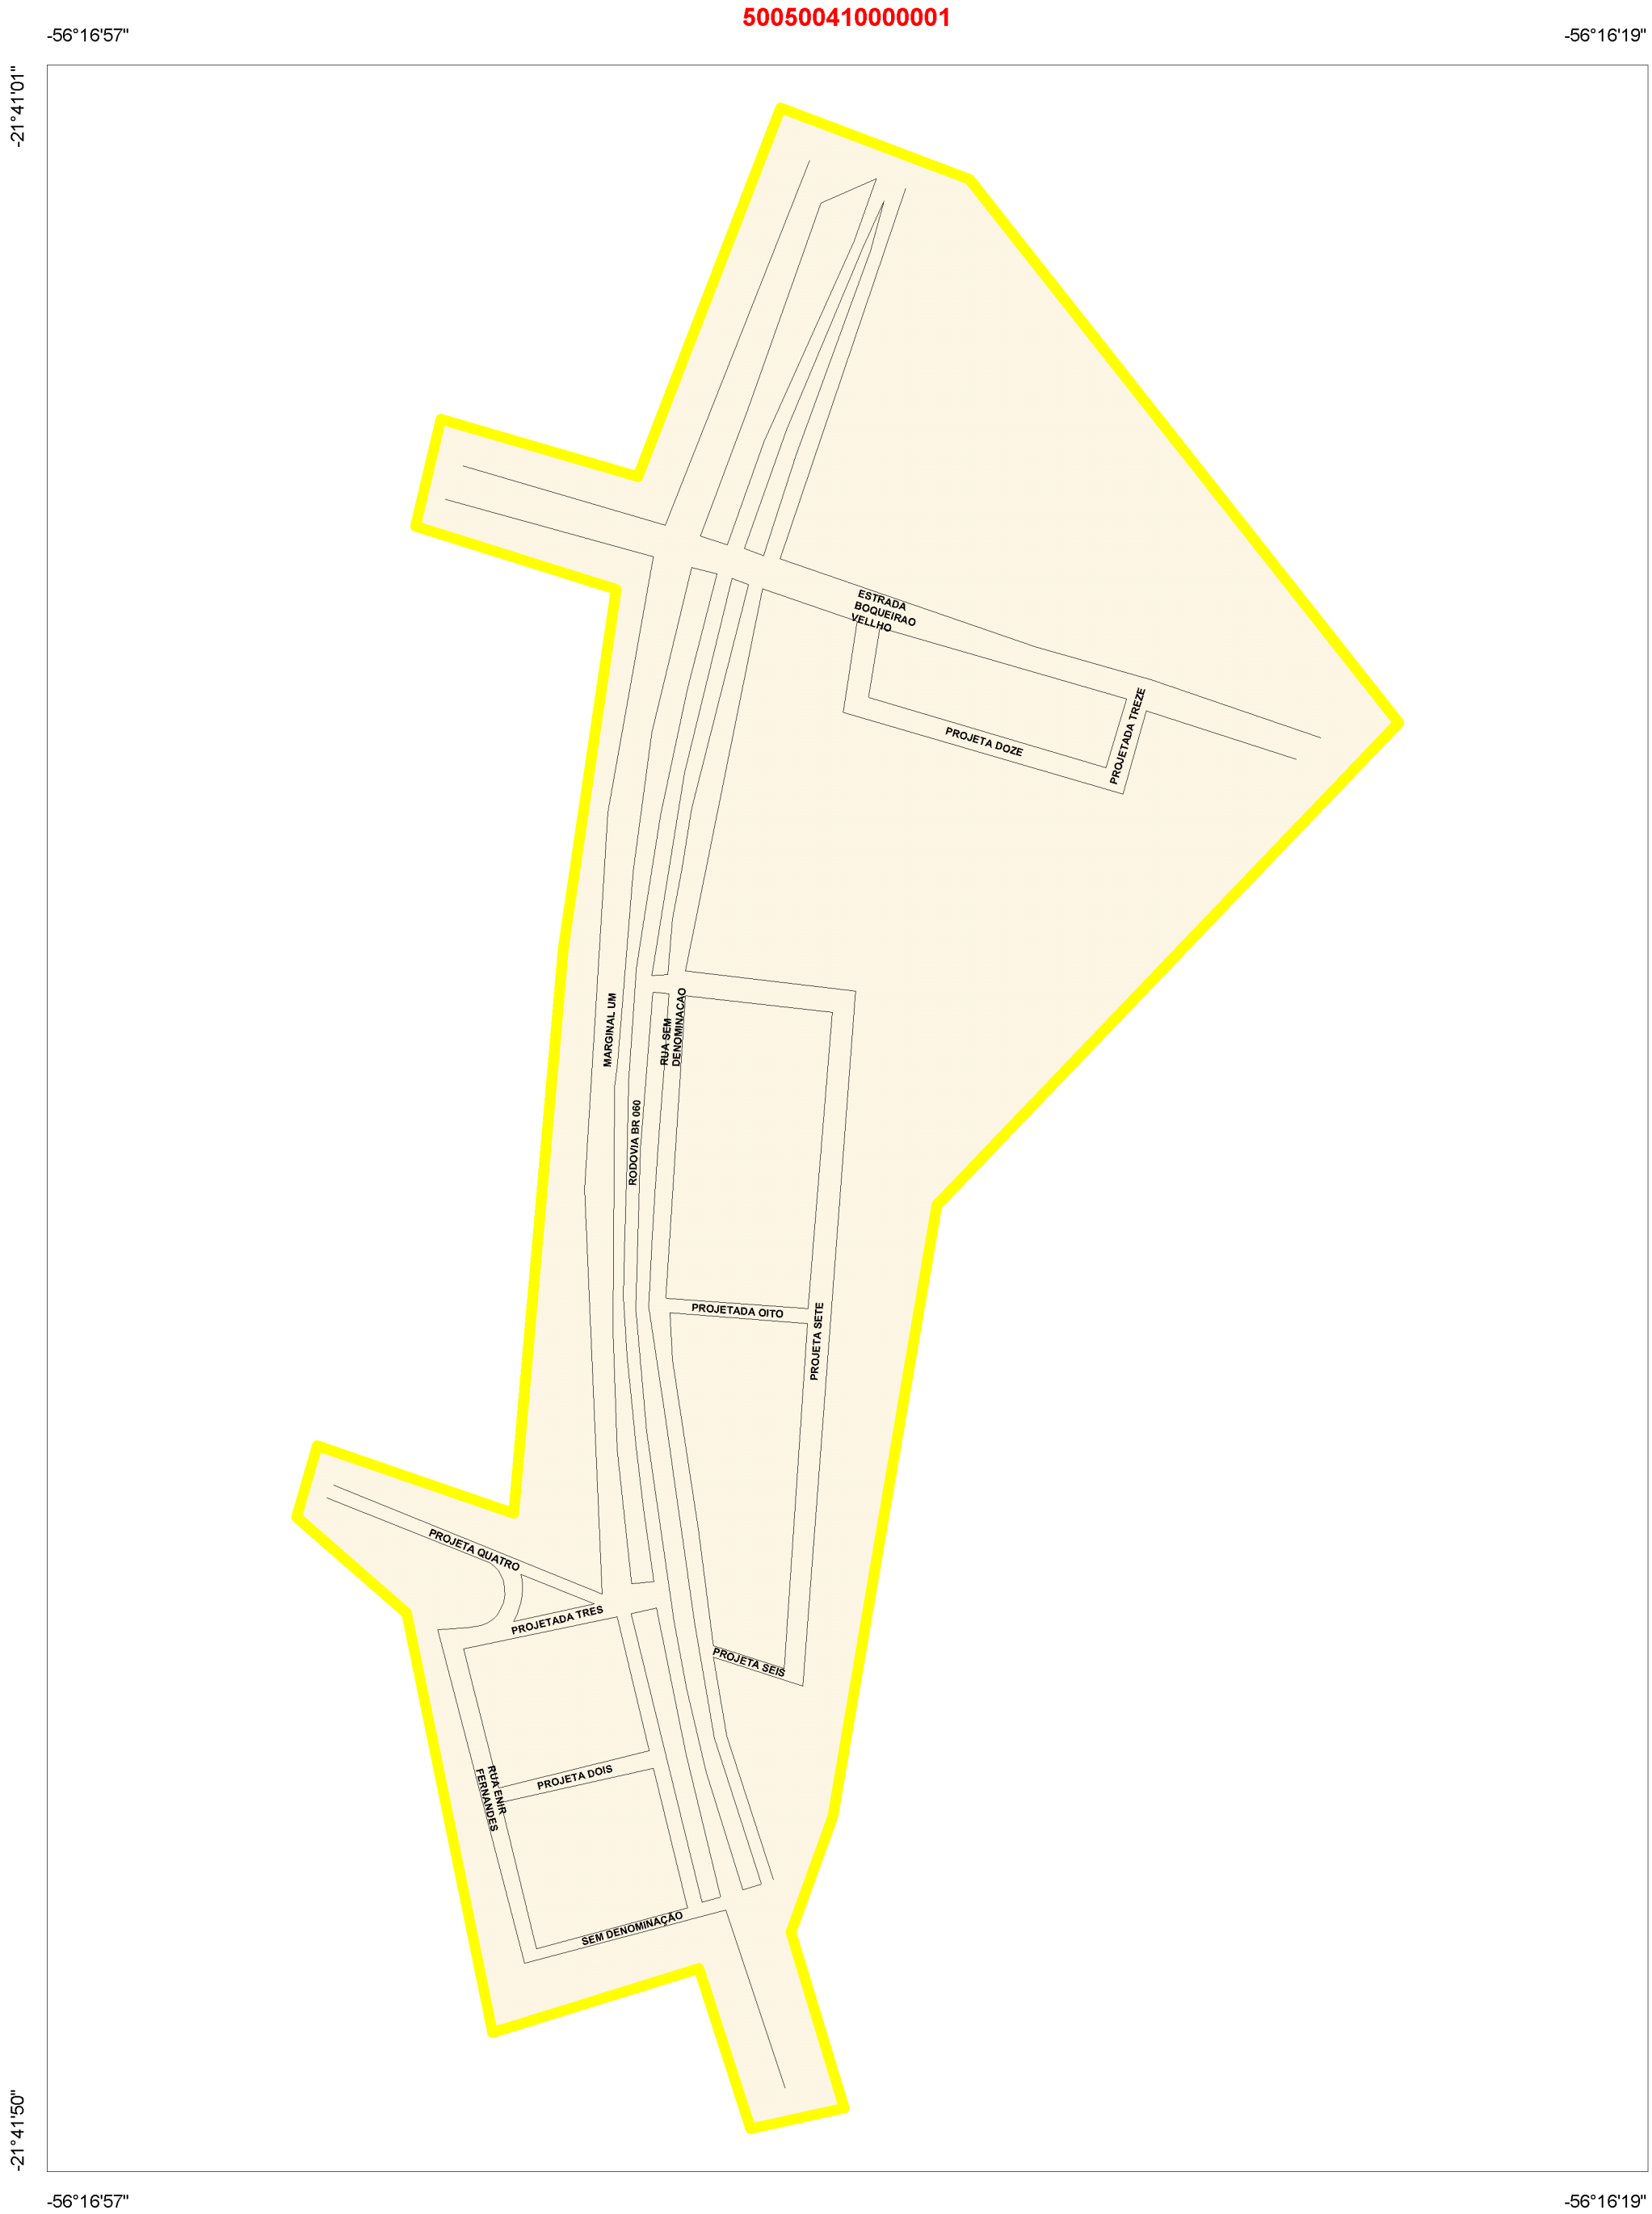 500500410000001
-56°16'57"
-56°16'19"
-21°41'01"
ESTRADA
BOQUEIRAO
VELLHO
PROJETADA TREZE
PROJETA DOZE
MARGINAL UM
RUA SEM
DENOMINACAO
RODOVIA BR 060
PROJETADA OITO
PROJETA SETE
PROJETA QUATRO
PROJETADA TRES
PROJETA SEIS
PROJETA DOIS
RUA ENIR
FERNANDES
SEM DENOMINAÇÃO
-21°41'50"
-56°16'57"
-56°16'19"